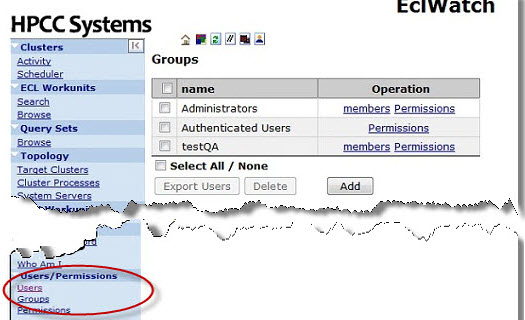 EclWatch
HPCC Systems
Clusters
Activity
Scheduler
ECL Workunits
Search
Browse
Query Sets
Browse
Topology
Target Clusters
Cluster Processes
System Servers
Who Am I
Users/Permissions
Users
Groups
Permissions
Groups
name Operation
Administrators members Permissions
Authenticated Users Permissions
testQA members Permissions
Select All / None
Export Users Delete Add